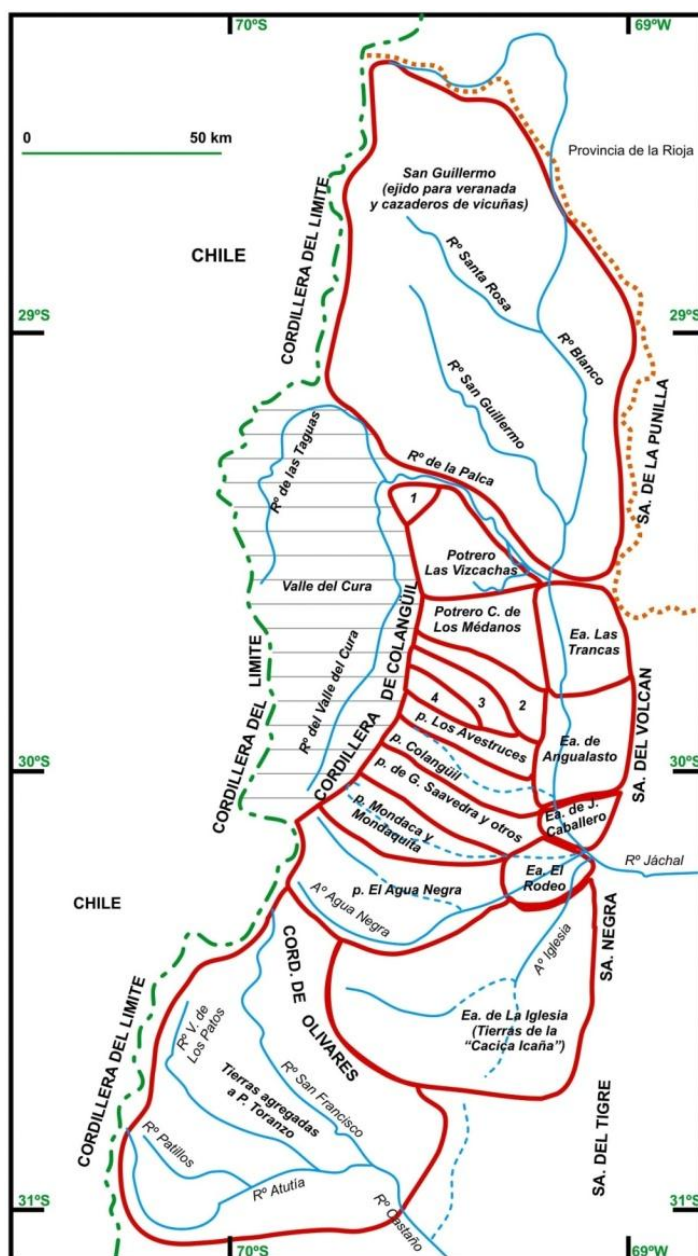 70ºS
69ºW
0 50 km
Provincia de la Rioja
San Guillermo
(ejido para veranada
y cazaderos de vicuñas)
CORDILLERA DEL LIMITE
CHILE
Rº Santa Rosa
29ºS
29ºS
Rº Blanco
Rº San Guillermo
SA. DE LA PUNILLA
Rº de las Taguas
Rº de la Palca
1
Potrero
Las Vizcachas
Valle del Cura
Potrero C. de
Los Médanos
Ea. Las
Trancas
CORDILLERA DE COLANGÜIL
Rº del Valle del Cura
4
3
2
CORDILLERA DEL LIMITE
p. Los Avestruces
Ea. de
Angualasto
SA. DEL VOLCAN
p. Colangüil
30ºS
30ºS
p. de G. Saavedra y otros
Ea. de J.
Caballero
p. Mondaca y
Mondaquita
Rº Jáchal
p. El Agua Negra
Ea. El
Rodeo
CHILE
Aº Agua Negra
Aº Iglesia
SA. NEGRA
CORD. DE OLIVARES
Ea. de La Iglesia
(Tierras de la
“Caciça Icaña”)
CORDILLERA DEL LIMITE
Rº V. de
Los Patos
Rº San Francisco
Tierras agregadas
a P. Toranzo
SA. DEL TIGRE
Rº Patillos
Rº Atutía
Rº Castaño
31ºS
31ºS
70ºS
69ºW